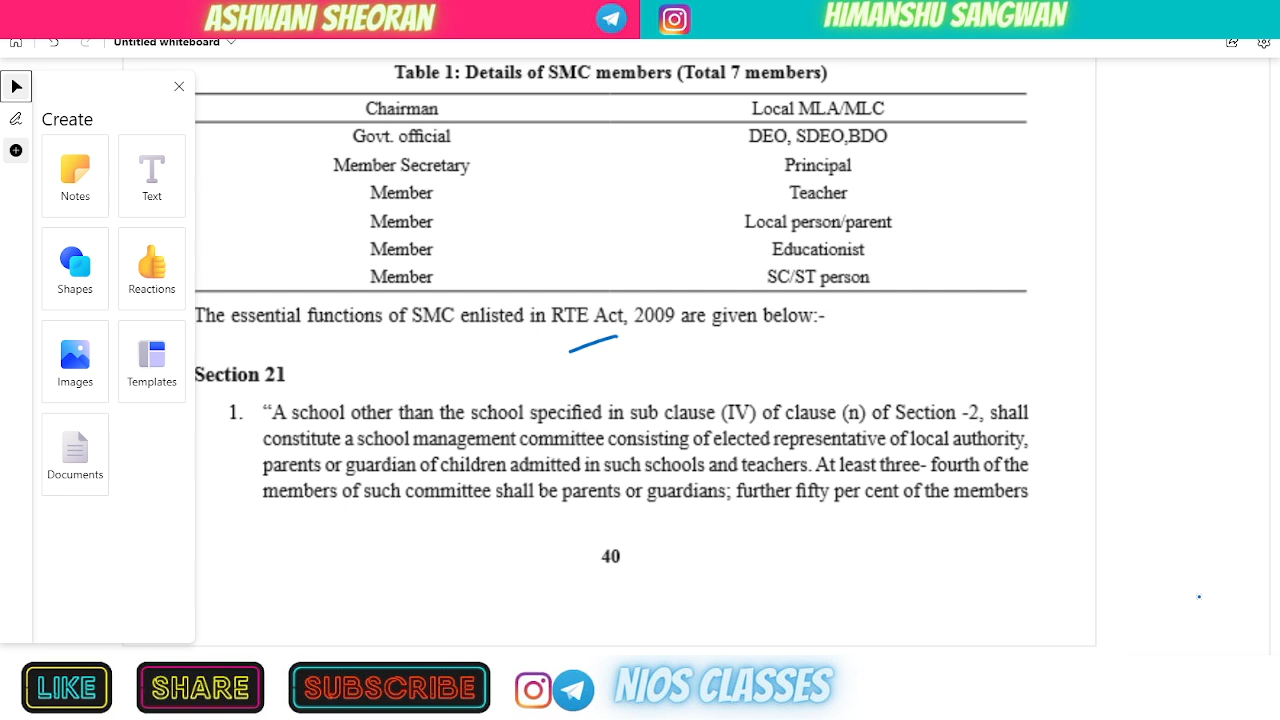 ASHWANI SHEORAN
HIMANSHU SANGWAN
Untitled whiteboard
Create
Notes
Text
Shapes
Reactions
Images
Templates
Documents
Table 1: Details of SMC members (Total 7 members)
Chairman Local MLA/MLC
Govt. official DEO, SDEO,BDO
Member Secretary Principal
Member Teacher
Member Local person/parent
Member Educationist
Member SC/ST person
The essential functions of SMC enlisted in RTE Act, 2009 are given below:-
Section 21
1. “A school other than the school specified in sub clause (IV) of clause (n) of Section -2, shall
constitute a school management committee consisting of elected representative of local authority,
parents or guardian of children admitted in such schools and teachers. At least three- fourth of the
members of such committee shall be parents or guardians; further fifty per cent of the members
40
LIKE
SHARE
SUBSCRIBE
NIOS CLASSES